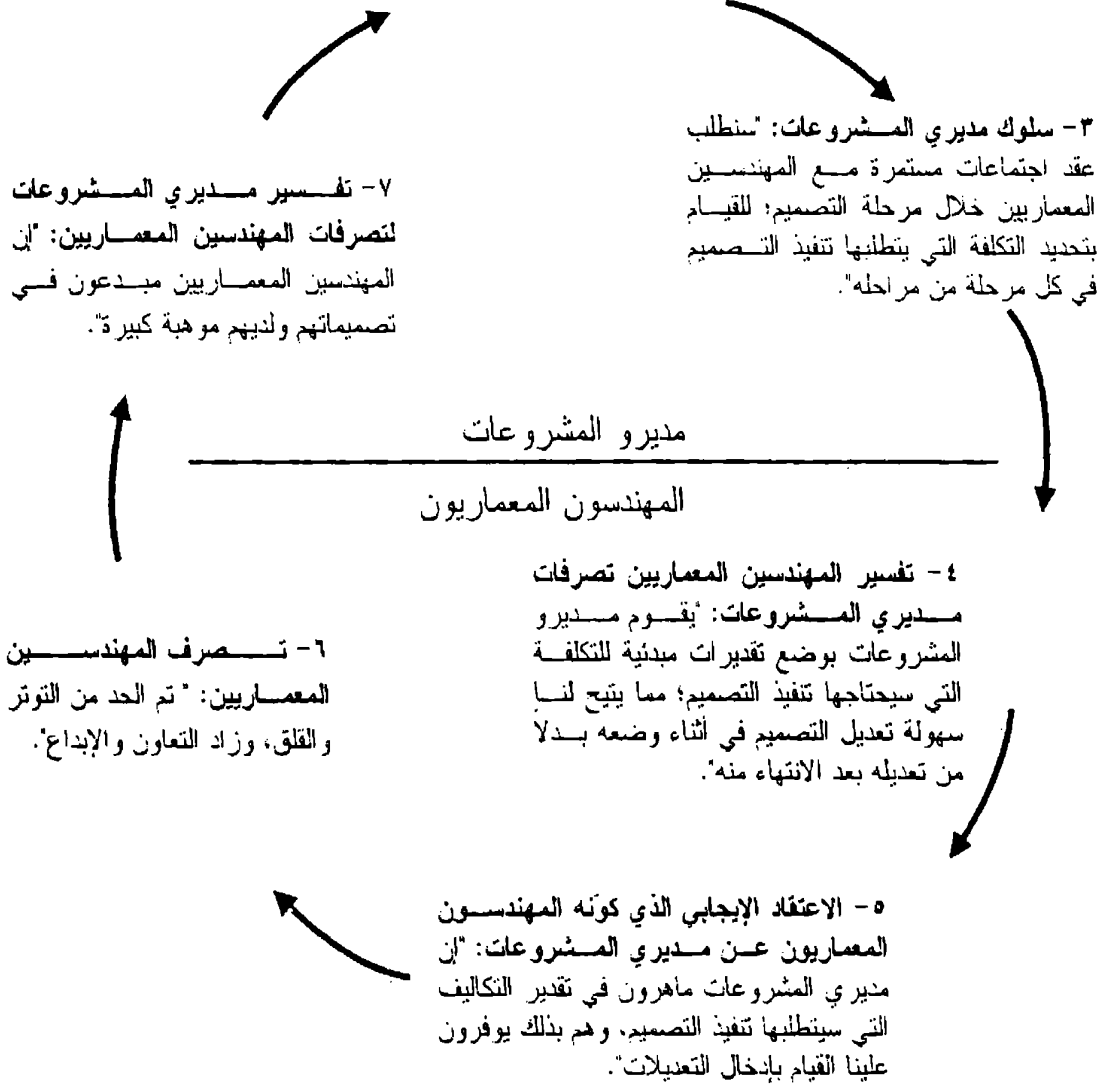 ٣- سلوك مديري المشروعات: "سنطلب
عقد اجتماعات مستمرة مع المهندسين
المعماريين خلال مرحلة التصميم؛ للقيام
بتحديد التكلفة التي يتطلبها تنفيذ التصميم
في كل مرحلة من مراحله".
٧- تفسير مديري المشروعات
لتصرفات المهندسين المعماريين: "إن
المهندسين المعماريين مبدعون في
تصميماتهم ولديهم موهبة كبيرة".
مديرو المشروعات
المهندسون المعماريون
٤- تفسير المهندسين المعماريين تصرفات
مديري المشروعات: "يقوم مديرو
المشروعات بوضع تقديرات مبدئية للتكلفة
التي سيحتاجها تنفيذ التصميم؛ مما يتيح لنا
سهولة تعديل التصميم في أثناء وضعه بدلاً
من تعديله بعد الانتهاء منه".
٦- تصرف المهندسين
المعماريين: "تم الحد من التوتر
والقلق، وزاد التعاون والإبداع".
٥- الاعتقاد الإيجابي الذي كوّنه المهندسون
المعماريون عن مديري المشروعات: "إن
مديري المشروعات ماهرون في تقدير التكاليف
التي سيتطلبها تنفيذ التصميم، وهم بذلك يوفرون
علينا القيام بإدخال التعديلات".